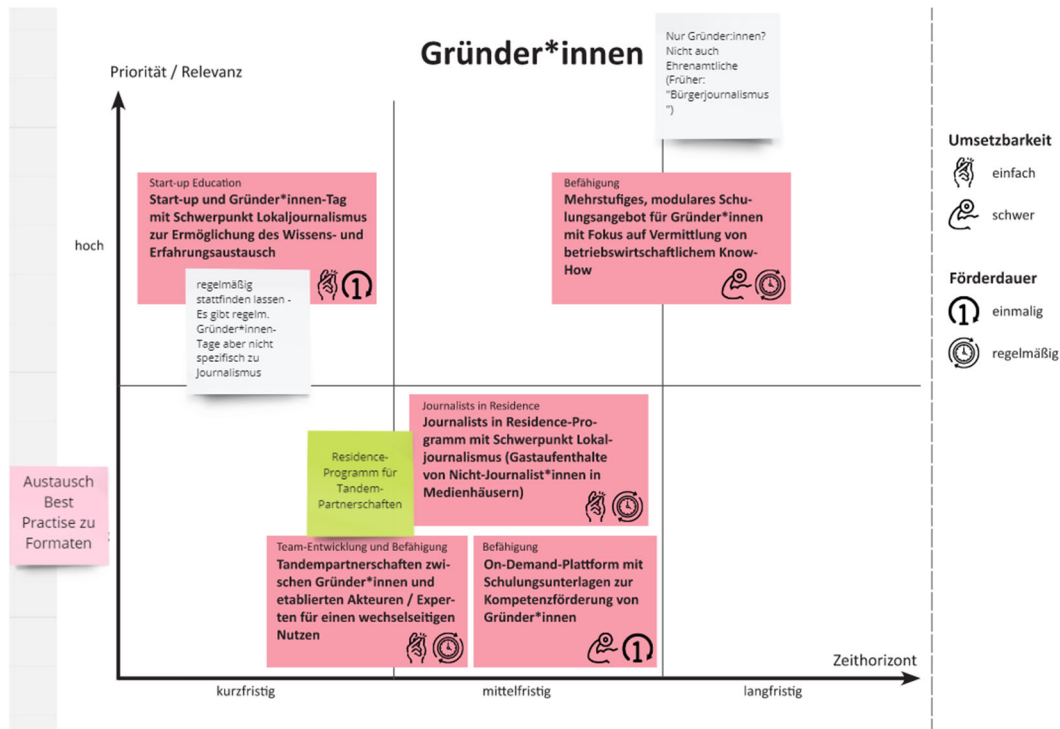 Gründer*innen
Nur Gründer:innen?
Nicht auch
Ehrenamtliche
(Früher:
"Bürgerjournalismus
")
Priorität / Relevanz
hoch
Start-up Education
Start-up und Gründer*innen-Tag
mit Schwerpunkt Lokaljournalismus
zur Ermöglichung des Wissens- und
Erfahrungsaustausch
1
regelmäßig
stattfinden lassen -
Es gibt regelm.
Gründer*innen-
Tage aber nicht
spezifisch zu
Journalismus
Befähigung
Mehrstufiges, modulares Schu-
lungsangebot für Gründer*innen
mit Fokus auf Vermittlung von
betriebswirtschaftlichem Know-
How
Umsetzbarkeit
einfach
schwer
Förderdauer
1 einmalig
regelmäßig
Journalists in Residence
Journalists in Residence-Pro-
gramm mit Schwerpunkt Lokal-
journalismus (Gastaufenthalte
von Nicht-Journalist*innen in
Medienhäusern)
Residence-
Programm für
Tandem-
Partnerschaften
Austausch
Best
Practise zu
Formaten
Team-Entwicklung und Befähigung
Tandempartnerschaften zwi-
schen Gründer*innen und
etablierten Akteuren / Exper-
ten für einen wechselseitigen
Nutzen
Befähigung
On-Demand-Plattform mit
Schulungsunterlagen zur
Kompetenzförderung von
Gründer*innen
1
Zeithorizont
kurzfristig
mittelfristig
langfristig